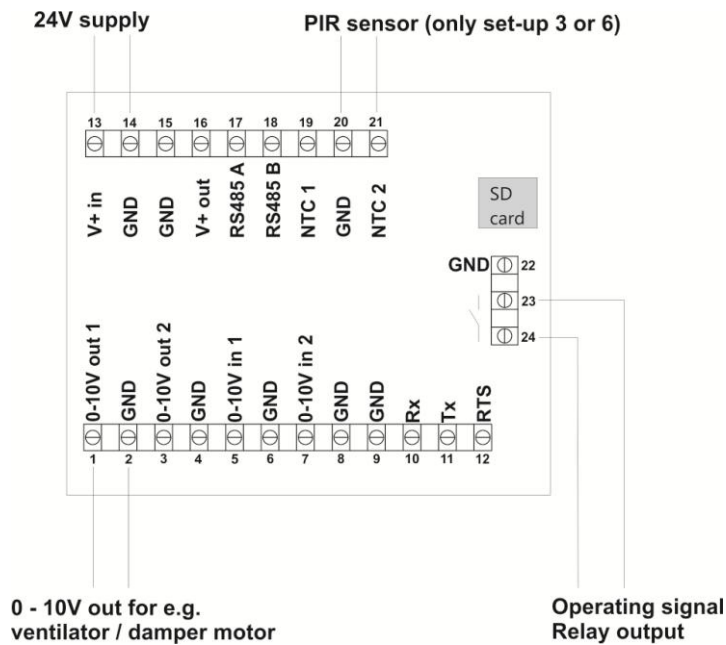 24V supply
PIR sensor (only set-up 3 or 6)
13 14 15 16 17 18 19 20 21
V+ in
GND
GND
V+ out
RS485 A
RS485 B
NTC 1
GND
NTC 2
SD
card
GND 22
23
24
0-10V out 1
GND
0-10V out 2
GND
0-10V in 1
GND
0-10V in 2
GND
GND
Rx
Tx
RTS
1 2 3 4 5 6 7 8 9 10 11 12
0 - 10V out for e.g.
ventilator / damper motor
Operating signal
Relay output